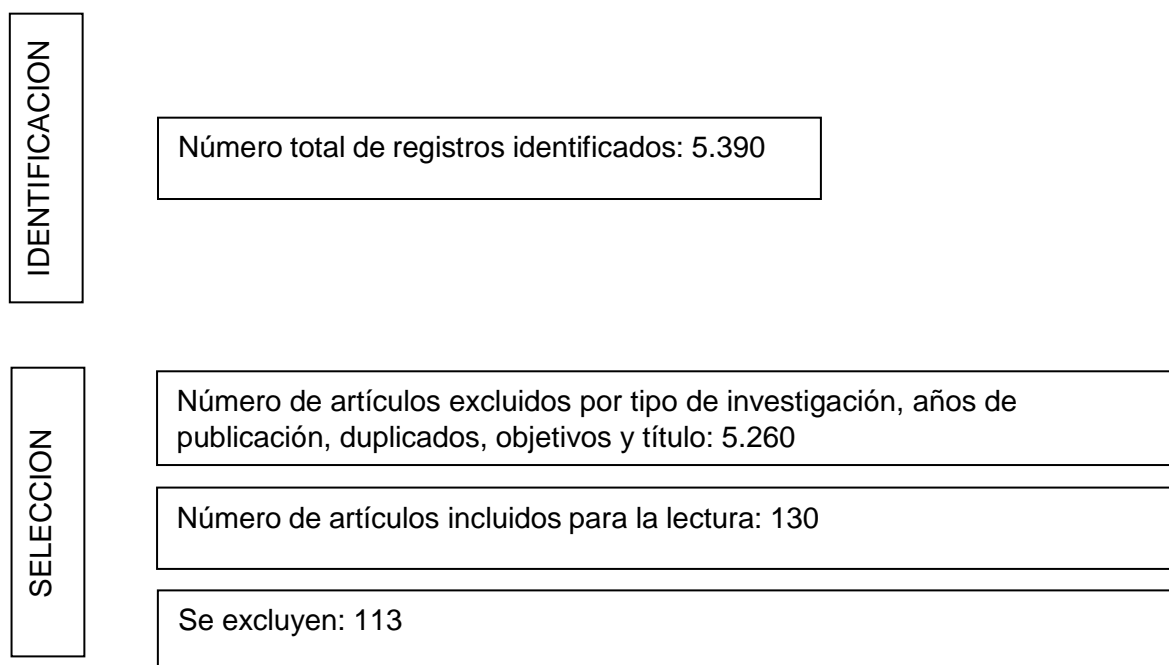 IDENTIFICACION
Número total de registros identificados: 5.390
SELECCION
Número de artículos excluidos por tipo de investigación, años de
publicación, duplicados, objetivos y título: 5.260
Número de artículos incluidos para la lectura: 130
Se excluyen: 113